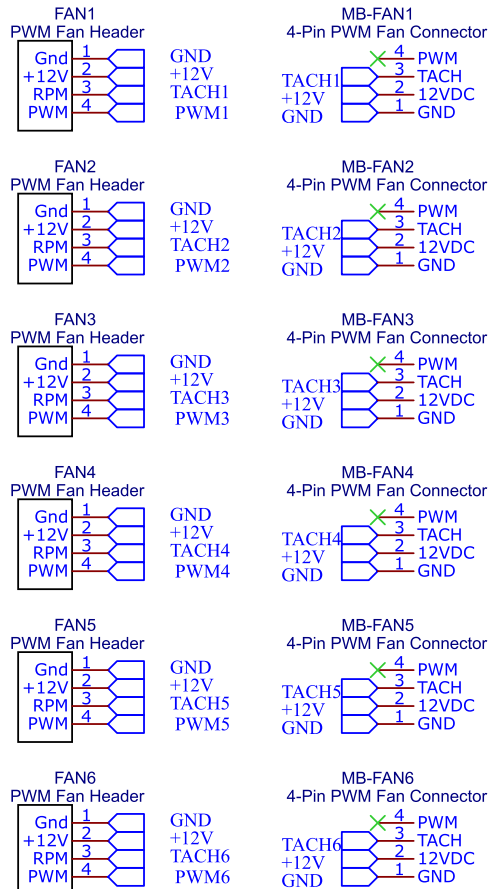 FAN1
PWM Fan Header
Gnd 1 GND
+12V 2 +12V
RPM 3 TACH1
PWM 4 PWM1
MB-FAN1
4-Pin PWM Fan Connector
4 PWM
TACH1 3 TACH
+12V 2 12VDC
GND 1 GND
FAN2
PWM Fan Header
Gnd 1 GND
+12V 2 +12V
RPM 3 TACH2
PWM 4 PWM2
MB-FAN2
4-Pin PWM Fan Connector
4 PWM
TACH2 3 TACH
+12V 2 12VDC
GND 1 GND
FAN3
PWM Fan Header
Gnd 1 GND
+12V 2 +12V
RPM 3 TACH3
PWM 4 PWM3
MB-FAN3
4-Pin PWM Fan Connector
4 PWM
TACH3 3 TACH
+12V 2 12VDC
GND 1 GND
FAN4
PWM Fan Header
Gnd 1 GND
+12V 2 +12V
RPM 3 TACH4
PWM 4 PWM4
MB-FAN4
4-Pin PWM Fan Connector
4 PWM
TACH4 3 TACH
+12V 2 12VDC
GND 1 GND
FAN5
PWM Fan Header
Gnd 1 GND
+12V 2 +12V
RPM 3 TACH5
PWM 4 PWM5
MB-FAN5
4-Pin PWM Fan Connector
4 PWM
TACH5 3 TACH
+12V 2 12VDC
GND 1 GND
FAN6
PWM Fan Header
Gnd 1 GND
+12V 2 +12V
RPM 3 TACH6
PWM 4 PWM6
MB-FAN6
4-Pin PWM Fan Connector
4 PWM
TACH6 3 TACH
+12V 2 12VDC
GND 1 GND